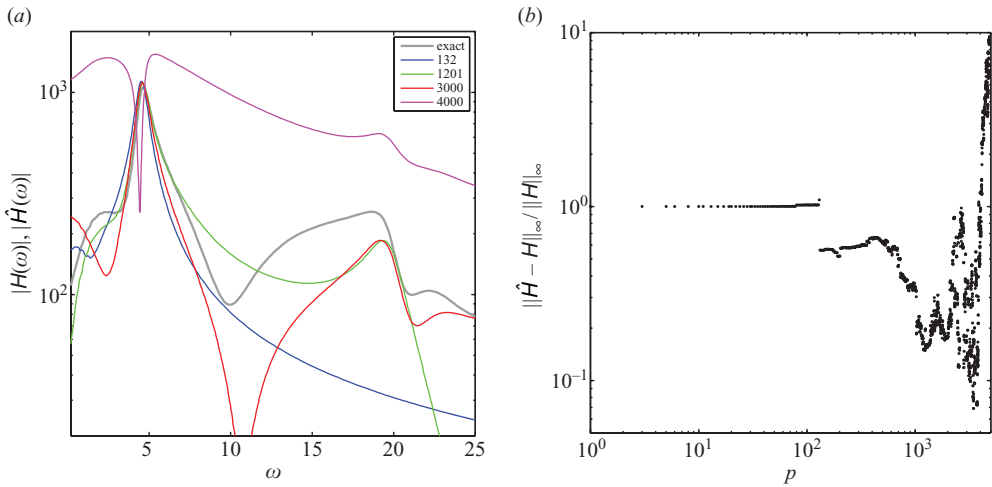 (a)
|H(ω)|, |Ĥ(ω)|
10³
10²
exact
132
1201
3000
4000
5 10 15 20 25
ω
(b)
||Ĥ − H||∞/||H||∞
10¹
10⁰
10⁻¹
10⁰ 10¹ 10² 10³
p